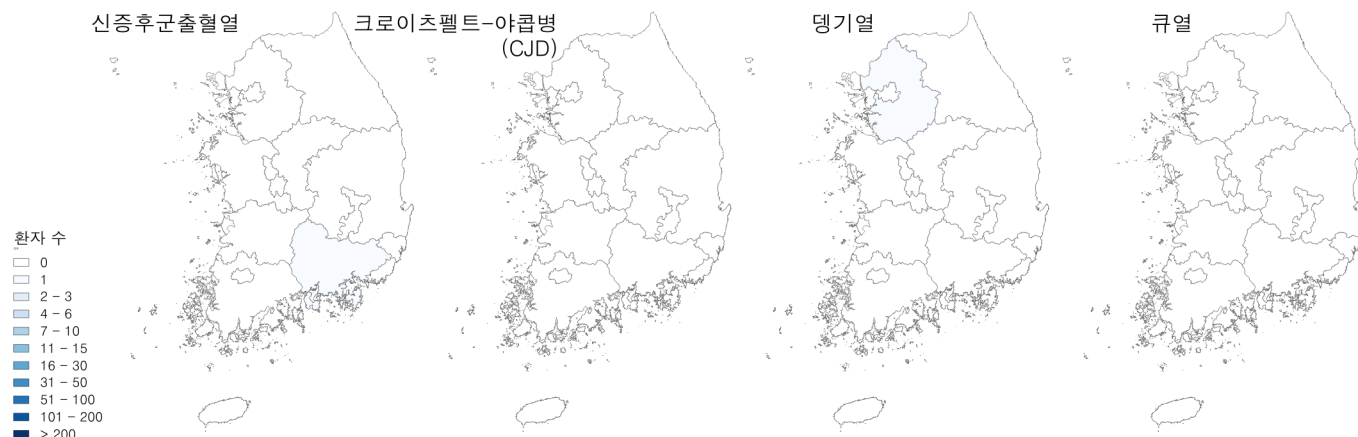 신증후군출혈열
크로이츠펠트-야콥병
(CJD)
뎅기열
큐열
환자 수
0
1
2 - 3
4 - 6
7 - 10
11 - 15
16 - 30
31 - 50
51 - 100
101 - 200
> 200